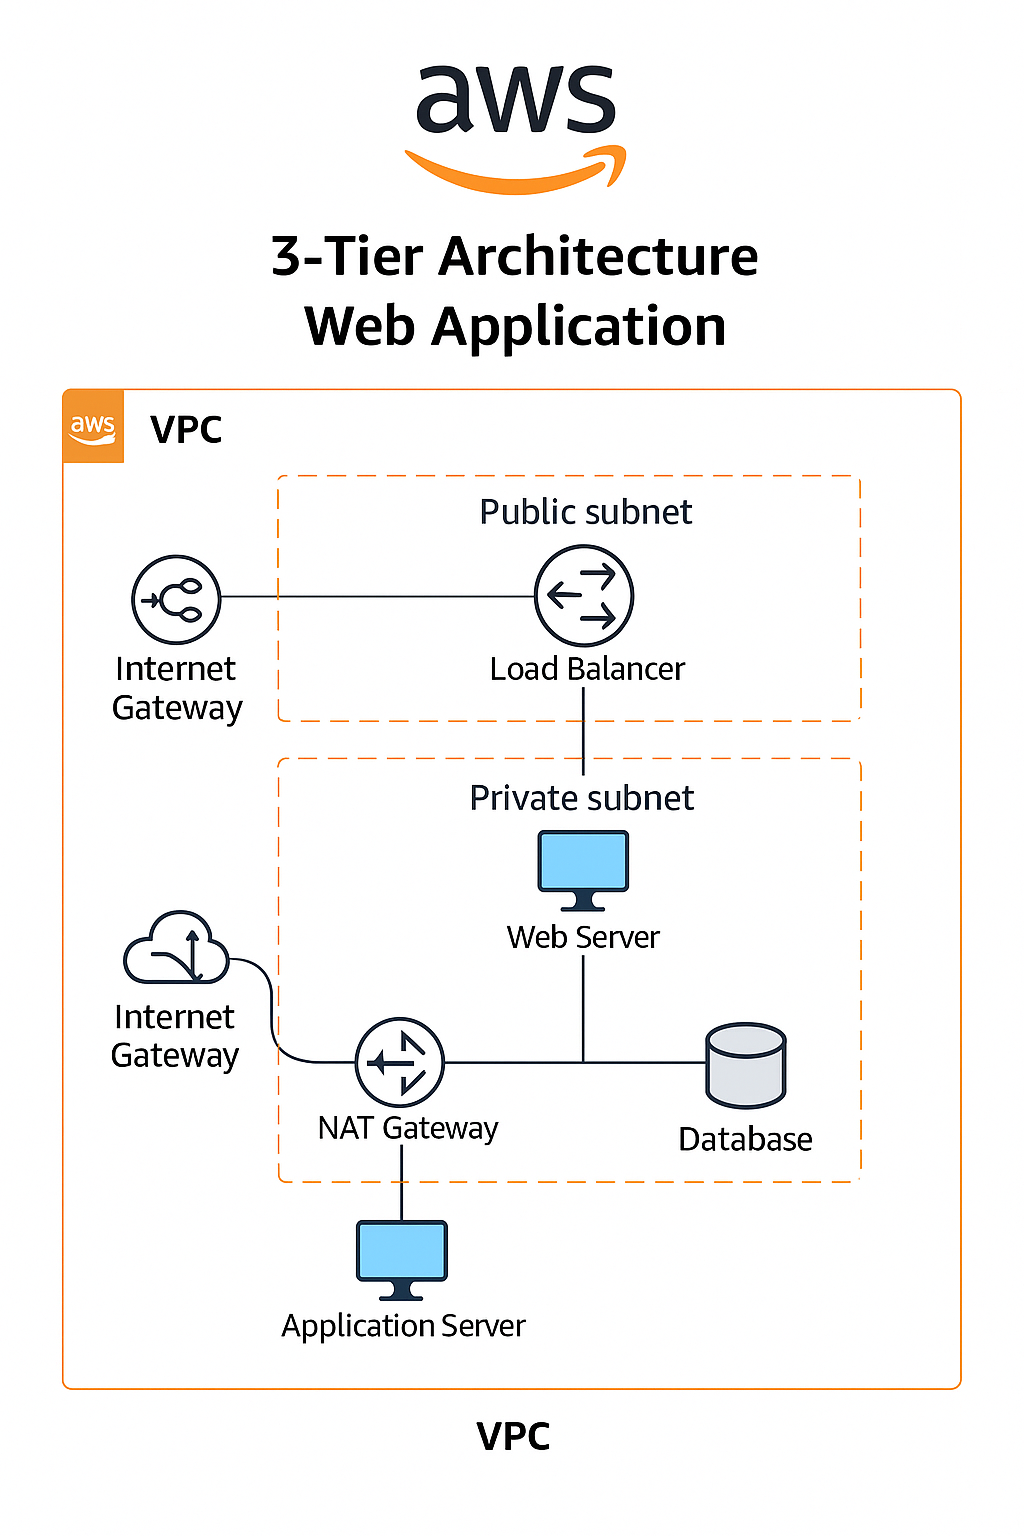 aws
3-Tier Architecture
Web Application
aws
VPC
Public subnet
Internet
Gateway
Load Balancer
Private subnet
Web Server
Internet
Gateway
NAT Gateway
Database
Application Server
VPC